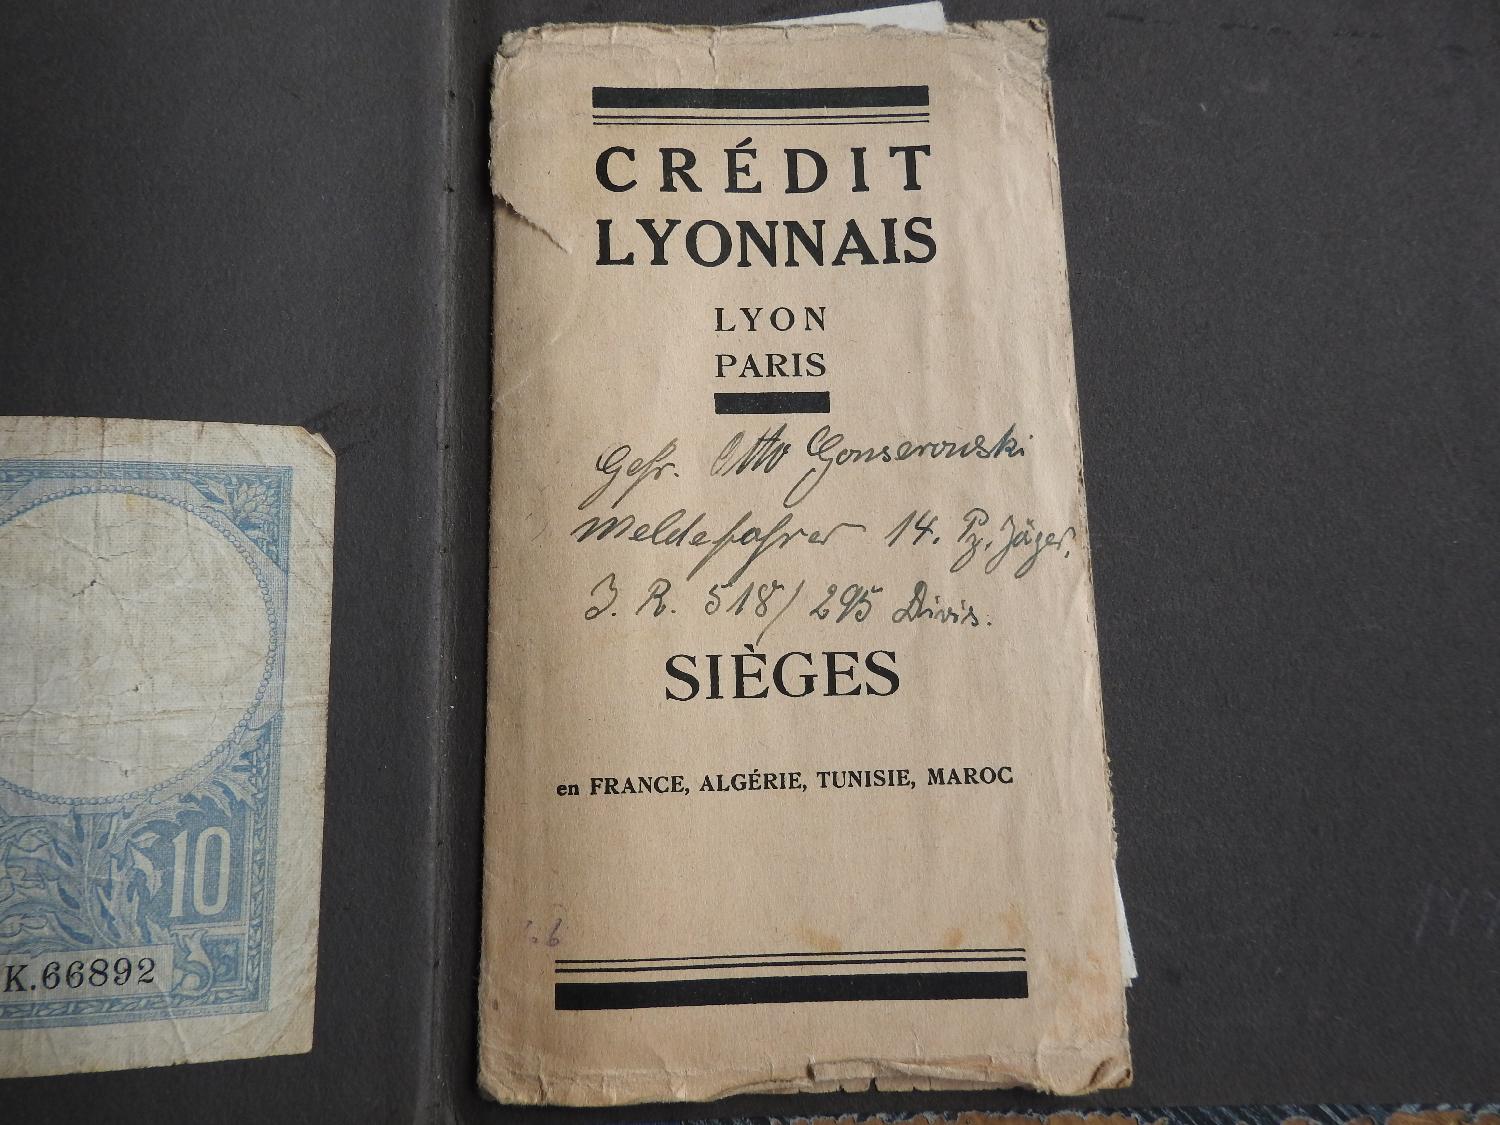 CRÉDIT
LYONNAIS
LYON
PARIS
Gefr. Otto Gonserowski
Meldefahrer 14. Pz. Jäger.
I. R. 518/295 Divis.
SIÈGES
en FRANCE, ALGÉRIE, TUNISIE, MAROC
10
K.66892